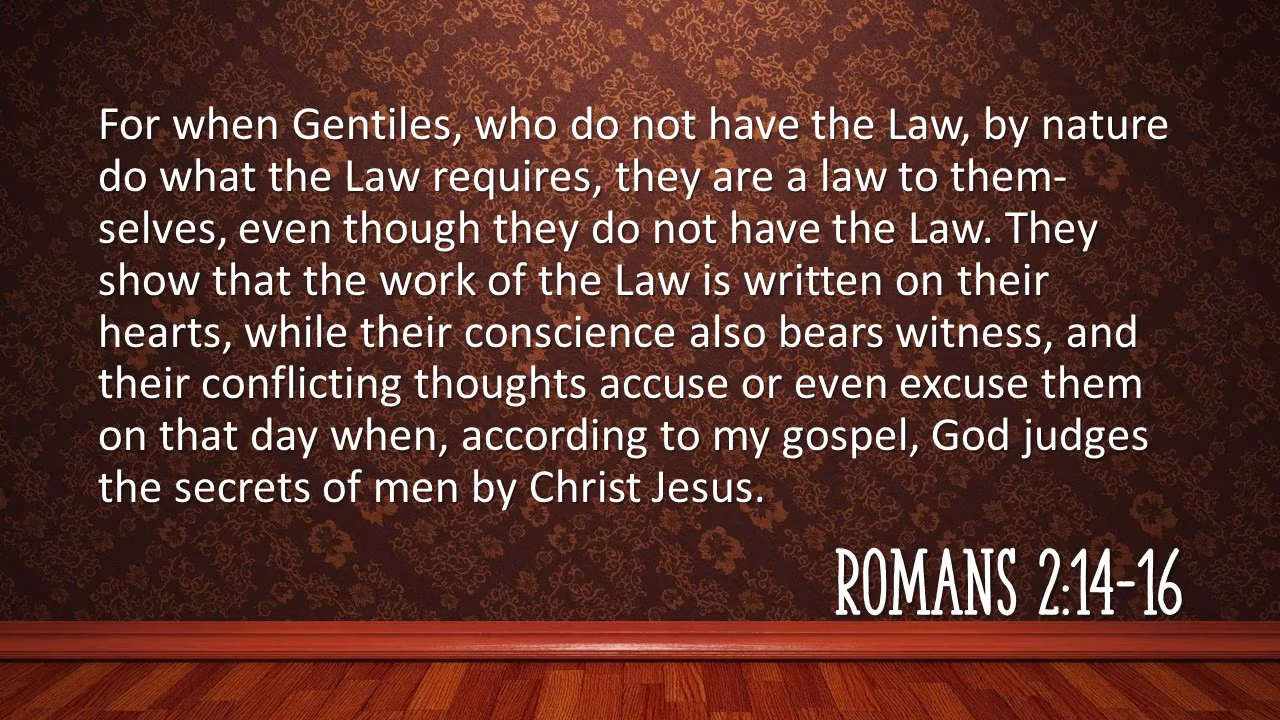 For when Gentiles, who do not have the Law, by nature
do what the Law requires, they are a law to them-
selves, even though they do not have the Law. They
show that the work of the Law is written on their
hearts, while their conscience also bears witness, and
their conflicting thoughts accuse or even excuse them
on that day when, according to my gospel, God judges
the secrets of men by Christ Jesus.
ROMANS 2:14-16